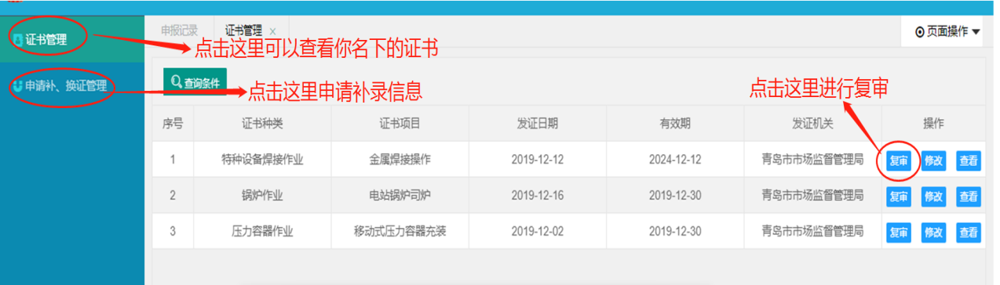 申报记录 证书管理 × 页面操作
证书管理
点击这里可以查看你名下的证书
申请补、换证管理
查询条件
点击这里申请补录信息
点击这里进行复审
序号 证书种类 证书项目 发证日期 有效期 发证机关 操作
1 特种设备焊接作业 金属焊接操作 2019-12-12 2024-12-12 青岛市市场监督管理局 复审 修改 查看
2 锅炉作业 电站锅炉司炉 2019-12-16 2019-12-30 青岛市市场监督管理局 复审 修改 查看
3 压力容器作业 移动式压力容器充装 2019-12-02 2019-12-30 青岛市市场监督管理局 复审 修改 查看